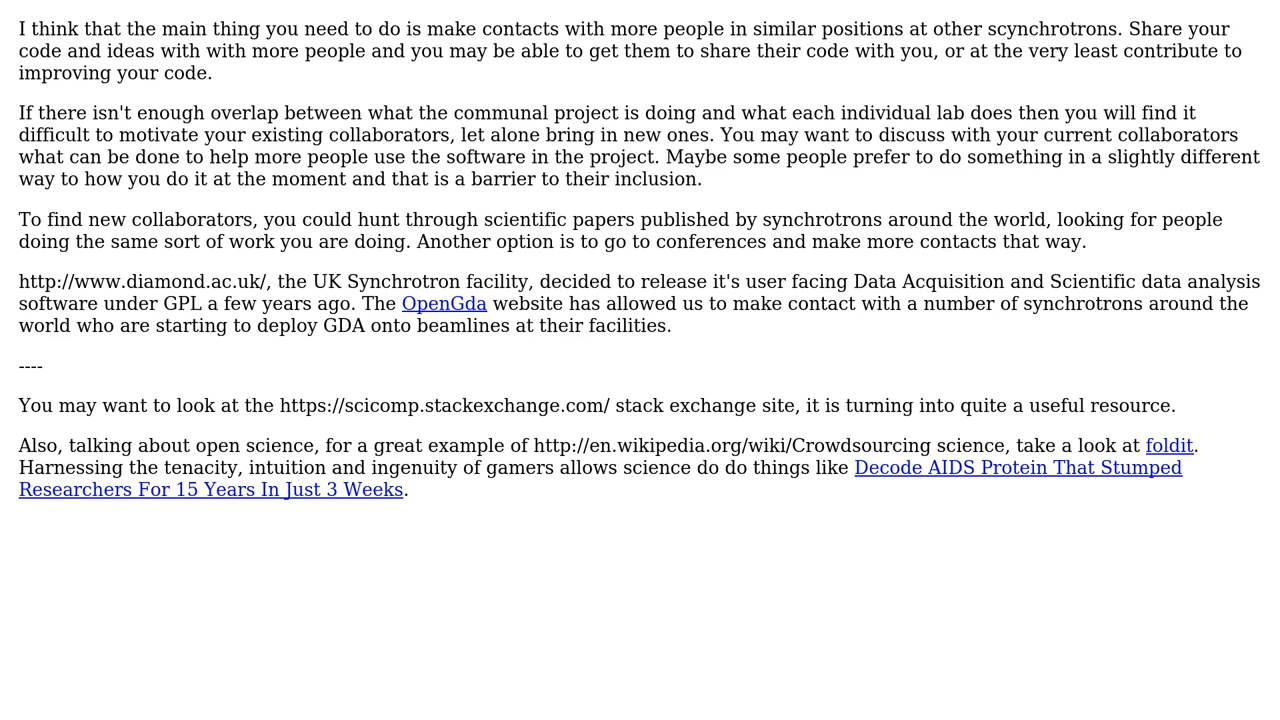 I think that the main thing you need to do is make contacts with more people in similar positions at other scynchrotrons. Share your
code and ideas with with more people and you may be able to get them to share their code with you, or at the very least contribute to
improving your code.
If there isn't enough overlap between what the communal project is doing and what each individual lab does then you will find it
difficult to motivate your existing collaborators, let alone bring in new ones. You may want to discuss with your current collaborators
what can be done to help more people use the software in the project. Maybe some people prefer to do something in a slightly different
way to how you do it at the moment and that is a barrier to their inclusion.
To find new collaborators, you could hunt through scientific papers published by synchrotrons around the world, looking for people
doing the same sort of work you are doing. Another option is to go to conferences and make more contacts that way.
http://www.diamond.ac.uk/, the UK Synchrotron facility, decided to release it's user facing Data Acquisition and Scientific data analysis
software under GPL a few years ago. The OpenGda website has allowed us to make contact with a number of synchrotrons around the
world who are starting to deploy GDA onto beamlines at their facilities.
----
You may want to look at the https://scicomp.stackexchange.com/ stack exchange site, it is turning into quite a useful resource.
Also, talking about open science, for a great example of http://en.wikipedia.org/wiki/Crowdsourcing science, take a look at foldit.
Harnessing the tenacity, intuition and ingenuity of gamers allows science do do things like Decode AIDS Protein That Stumped
Researchers For 15 Years In Just 3 Weeks.